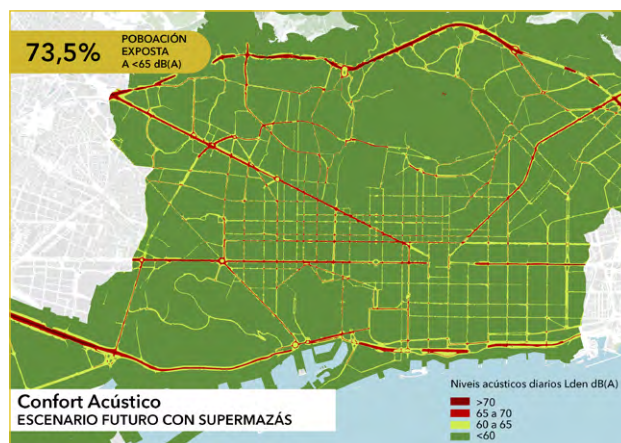 73,5%
POBOACIÓN
EXPOSTA
A <65 dB(A)
Confort Acústico
ESCENARIO FUTURO CON SUPERMAZÁS
Niveis acústicos diarios Lden dB(A)
>70
65 a 70
60 a 65
<60